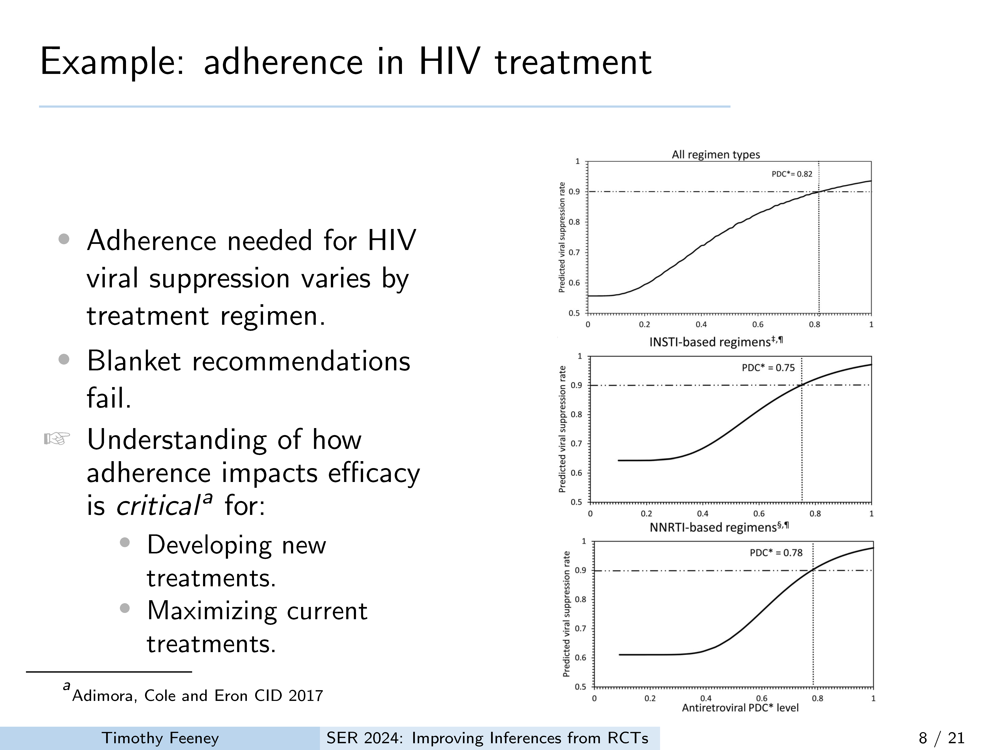 Example: adherence in HIV treatment
• Adherence needed for HIV
viral suppression varies by
treatment regimen.
• Blanket recommendations
fail.
☞ Understanding of how
adherence impacts efficacy
is critical^a for:
• Developing new
treatments.
• Maximizing current
treatments.
^a Adimora, Cole and Eron CID 2017
All regimen types
PDC*= 0.82
Predicted viral suppression rate
1
0.9
0.8
0.7
0.6
0.5
0 0.2 0.4 0.6 0.8 1
INSTI-based regimens‡,¶
PDC* = 0.75
Predicted viral suppression rate
1
0.9
0.8
0.7
0.6
0.5
0 0.2 0.4 0.6 0.8 1
NNRTI-based regimens§,¶
PDC* = 0.78
Predicted viral suppression rate
1
0.9
0.8
0.7
0.6
0.5
0 0.2 0.4 0.6 0.8 1
Antiretroviral PDC* level
Timothy Feeney
SER 2024: Improving Inferences from RCTs
8 / 21